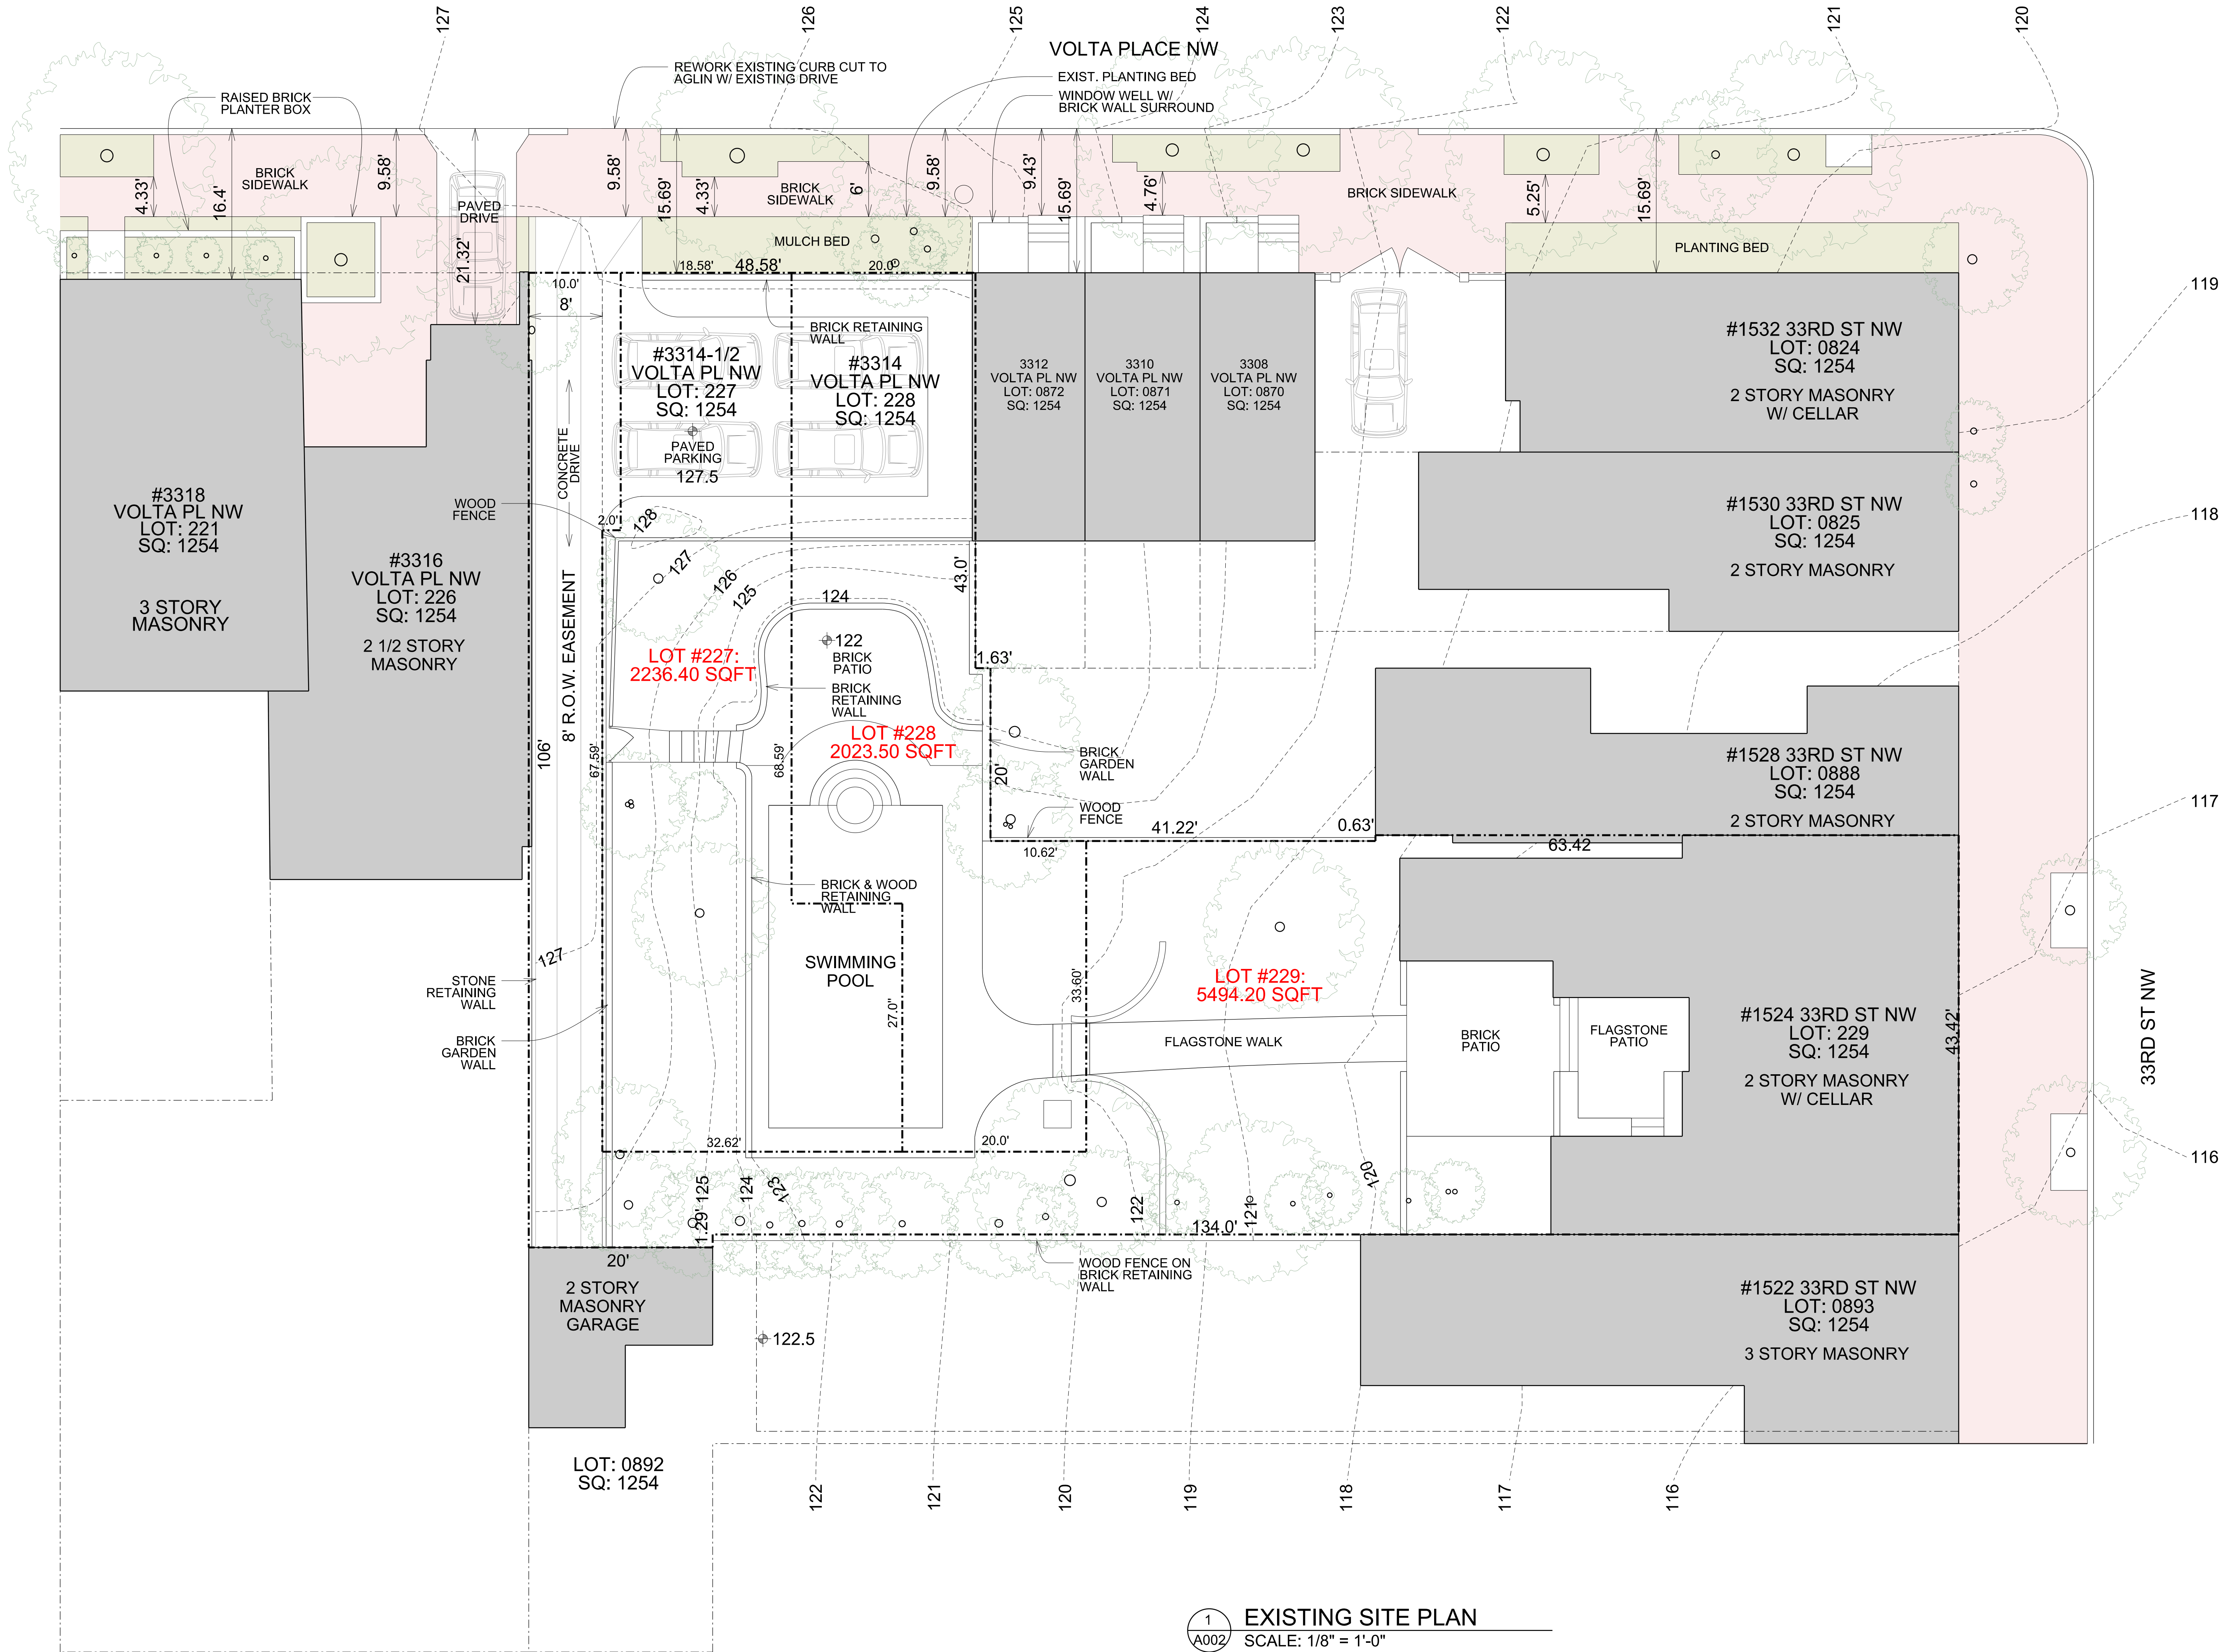 127
126
125
124
123
122
121
120
VOLTA PLACE NW
REWORK EXISTING CURB CUT TO
AGLIN W/ EXISTING DRIVE
EXIST. PLANTING BED
WINDOW WELL W/
BRICK WALL SURROUND
RAISED BRICK
PLANTER BOX
4.33'
BRICK
SIDEWALK
16.4'
9.58'
PAVED
DRIVE
21.32'
9.58'
15.69'
4.33'
BRICK
SIDEWALK
6'
9.58'
9.43'
15.69'
4.76'
BRICK SIDEWALK
5.25'
15.69'
MULCH BED
PLANTING BED
18.58'
48.58'
20.0'
10.0'
8'
119
BRICK RETAINING
WALL
#3314-1/2
VOLTA PL NW
LOT: 227
SQ: 1254
#3314
VOLTA PL NW
LOT: 228
SQ: 1254
3312
VOLTA PL NW
LOT: 0872
SQ: 1254
3310
VOLTA PL NW
LOT: 0871
SQ: 1254
3308
VOLTA PL NW
LOT: 0870
SQ: 1254
#1532 33RD ST NW
LOT: 0824
SQ: 1254
2 STORY MASONRY
W/ CELLAR
PAVED
PARKING
127.5
CONCRETE
DRIVE
WOOD
FENCE
2.0'
128
#3318
VOLTA PL NW
LOT: 221
SQ: 1254
3 STORY
MASONRY
#3316
VOLTA PL NW
LOT: 226
SQ: 1254
2 1/2 STORY
MASONRY
#1530 33RD ST NW
LOT: 0825
SQ: 1254
2 STORY MASONRY
118
127
126
125
124
43.0'
8' R.O.W. EASEMENT
122
BRICK
PATIO
LOT #227:
2236.40 SQFT
1.63'
BRICK
RETAINING
WALL
LOT #228
2023.50 SQFT
106'
67.59'
68.59'
BRICK
GARDEN
WALL
20'
WOOD
FENCE
41.22'
0.63'
10.62'
#1528 33RD ST NW
LOT: 0888
SQ: 1254
2 STORY MASONRY
63.42
117
BRICK & WOOD
RETAINING
WALL
127
STONE
RETAINING
WALL
SWIMMING
POOL
27.0"
33.60'
LOT #229:
5494.20 SQFT
BRICK
GARDEN
WALL
FLAGSTONE WALK
BRICK
PATIO
FLAGSTONE
PATIO
#1524 33RD ST NW
LOT: 229
SQ: 1254
2 STORY MASONRY
W/ CELLAR
43.42'
33RD ST NW
116
32.62'
20.0'
1.29'
125
124
123
122
121
120
134.0'
20'
2 STORY
MASONRY
GARAGE
WOOD FENCE ON
BRICK RETAINING
WALL
122.5
#1522 33RD ST NW
LOT: 0893
SQ: 1254
3 STORY MASONRY
LOT: 0892
SQ: 1254
122
121
120
119
118
117
116
1
A002
EXISTING SITE PLAN
SCALE: 1/8" = 1'-0"